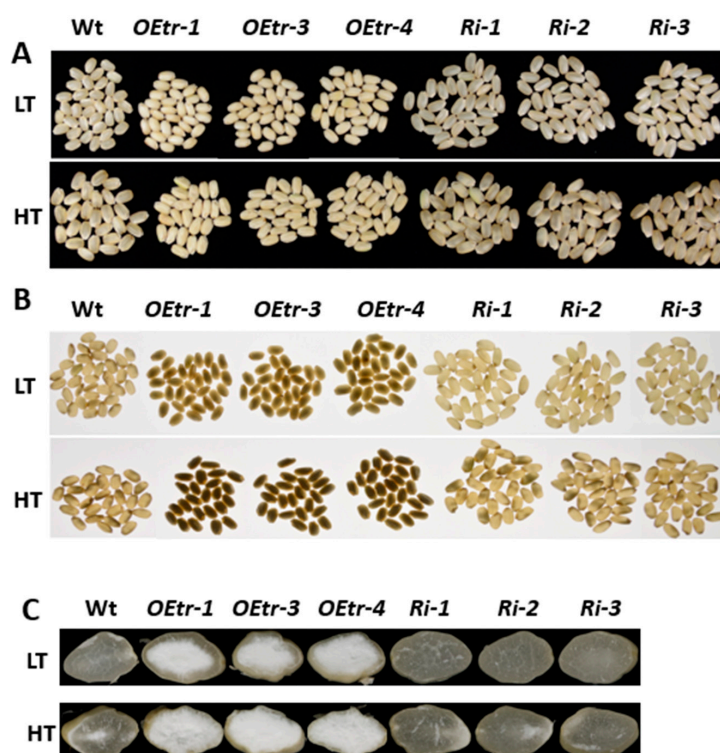 Wt OEtr-1 OEtr-3 OEtr-4 Ri-1 Ri-2 Ri-3
A
LT
HT
B
Wt OEtr-1 OEtr-3 OEtr-4 Ri-1 Ri-2 Ri-3
LT
HT
C
Wt OEtr-1 OEtr-3 OEtr-4 Ri-1 Ri-2 Ri-3
LT
HT